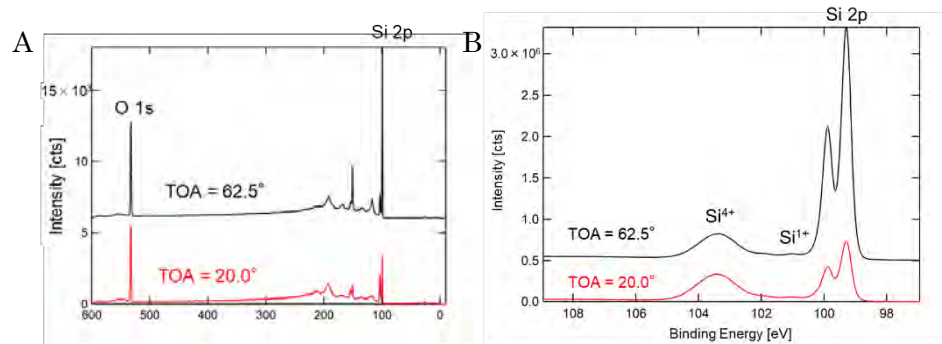 A
Si 2p
15 × 10
O 1s
10
TOA = 62.5°
5
TOA = 20.0°
0
600 500 400 300 200 100 0
Intensity [cts]
B
Si 2p
3.0 × 10⁶
2.5
2.0
1.5
1.0
Si⁴⁺
Si¹⁺
TOA = 62.5°
0.5
TOA = 20.0°
0.0
108 106 104 102 100 98
Intensity [cts]
Binding Energy [eV]